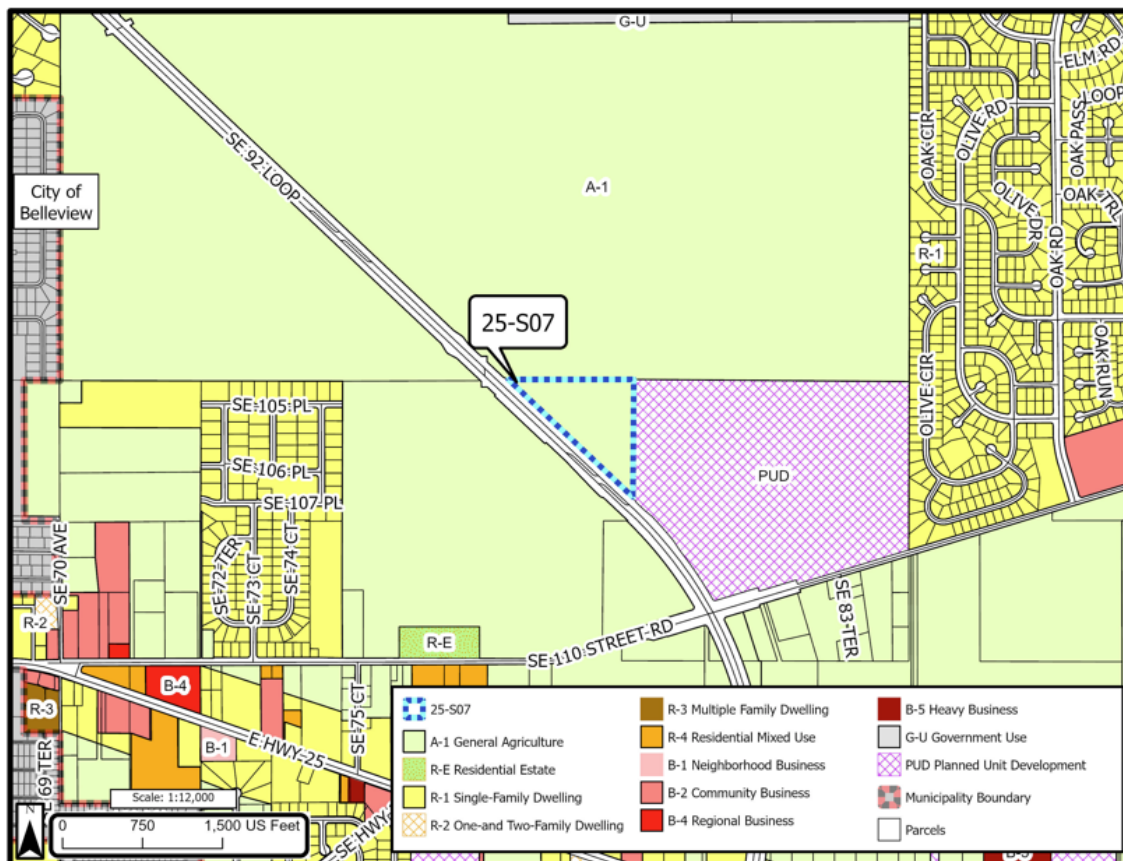 G-U
ELM RD
OAK PASS
LOOP
OAK CIR
OLIVE RD
SE 92 LOOP
City of
Belleview
A-1
OLIVE DR
OAK TRL
OAK RD
R-1
25-S07
OLIVE CIR
OAK RUN
SE 105 PL
SE 106 PL
SE 107 PL
PUD
SE 70 AVE
SE 72 TER
SE 73 CT
SE 74 CT
SE 83 TER
R-2
R-E
SE 110 STREET RD
B-4
R-3
SE 75 CT
B-1
E HWY 25
69 TER
SE HWY
Scale: 1:12,000
N
0 750 1,500 US Feet
25-S07
A-1 General Agriculture
R-E Residential Estate
R-1 Single-Family Dwelling
R-2 One-and Two-Family Dwelling
R-3 Multiple Family Dwelling
R-4 Residential Mixed Use
B-1 Neighborhood Business
B-2 Community Business
B-4 Regional Business
B-5 Heavy Business
G-U Government Use
PUD Planned Unit Development
Municipality Boundary
Parcels